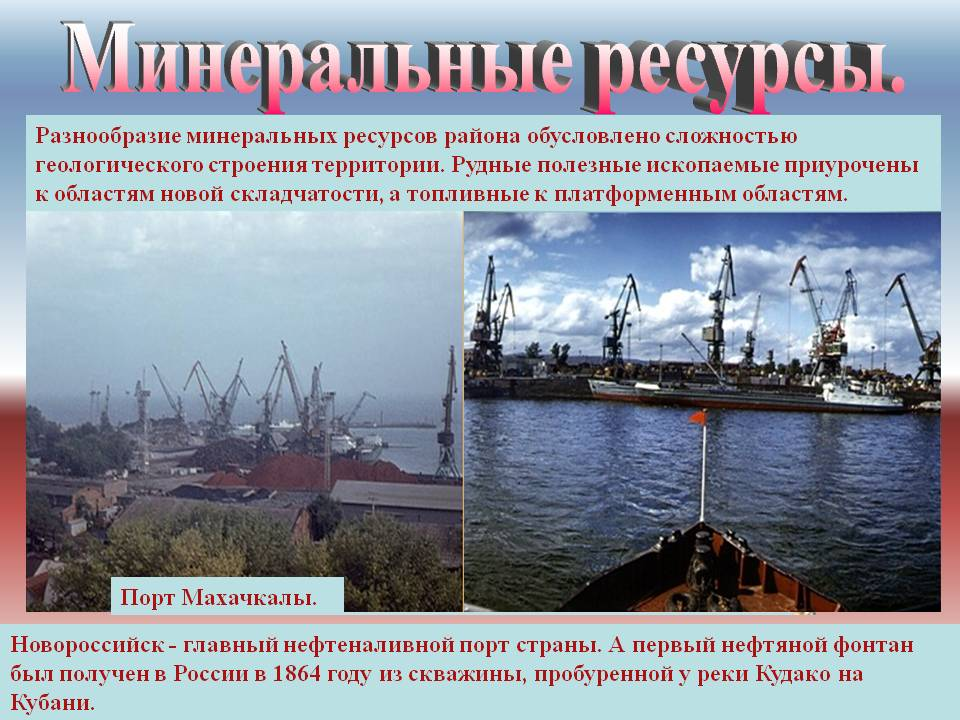 Минеральные ресурсы.
Разнообразие минеральных ресурсов района обусловлено сложностью
геологического строения территории. Рудные полезные ископаемые приурочены
к областям новой складчатости, а топливные к платформенным областям.
Порт Махачкалы.
Новороссийск - главный нефтеналивной порт страны. А первый нефтяной фонтан
был получен в России в 1864 году из скважины, пробуренной у реки Кудако на
Кубани.